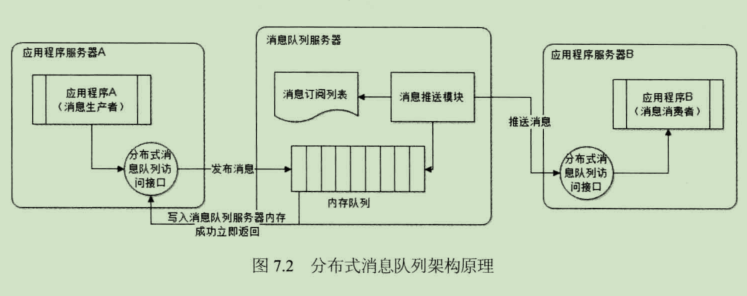 应用程序服务器A
应用程序A
（消息生产者）
分布式消
息队列访
问接口
发布消息
消息队列服务器
消息订阅列表
消息推送模块
内存队列
写入消息队列服务器内存
成功立即返回
推送消息
应用程序服务器B
应用程序B
（消息消费者）
分布式消
息队列访
问接口
图 7.2 分布式消息队列架构原理